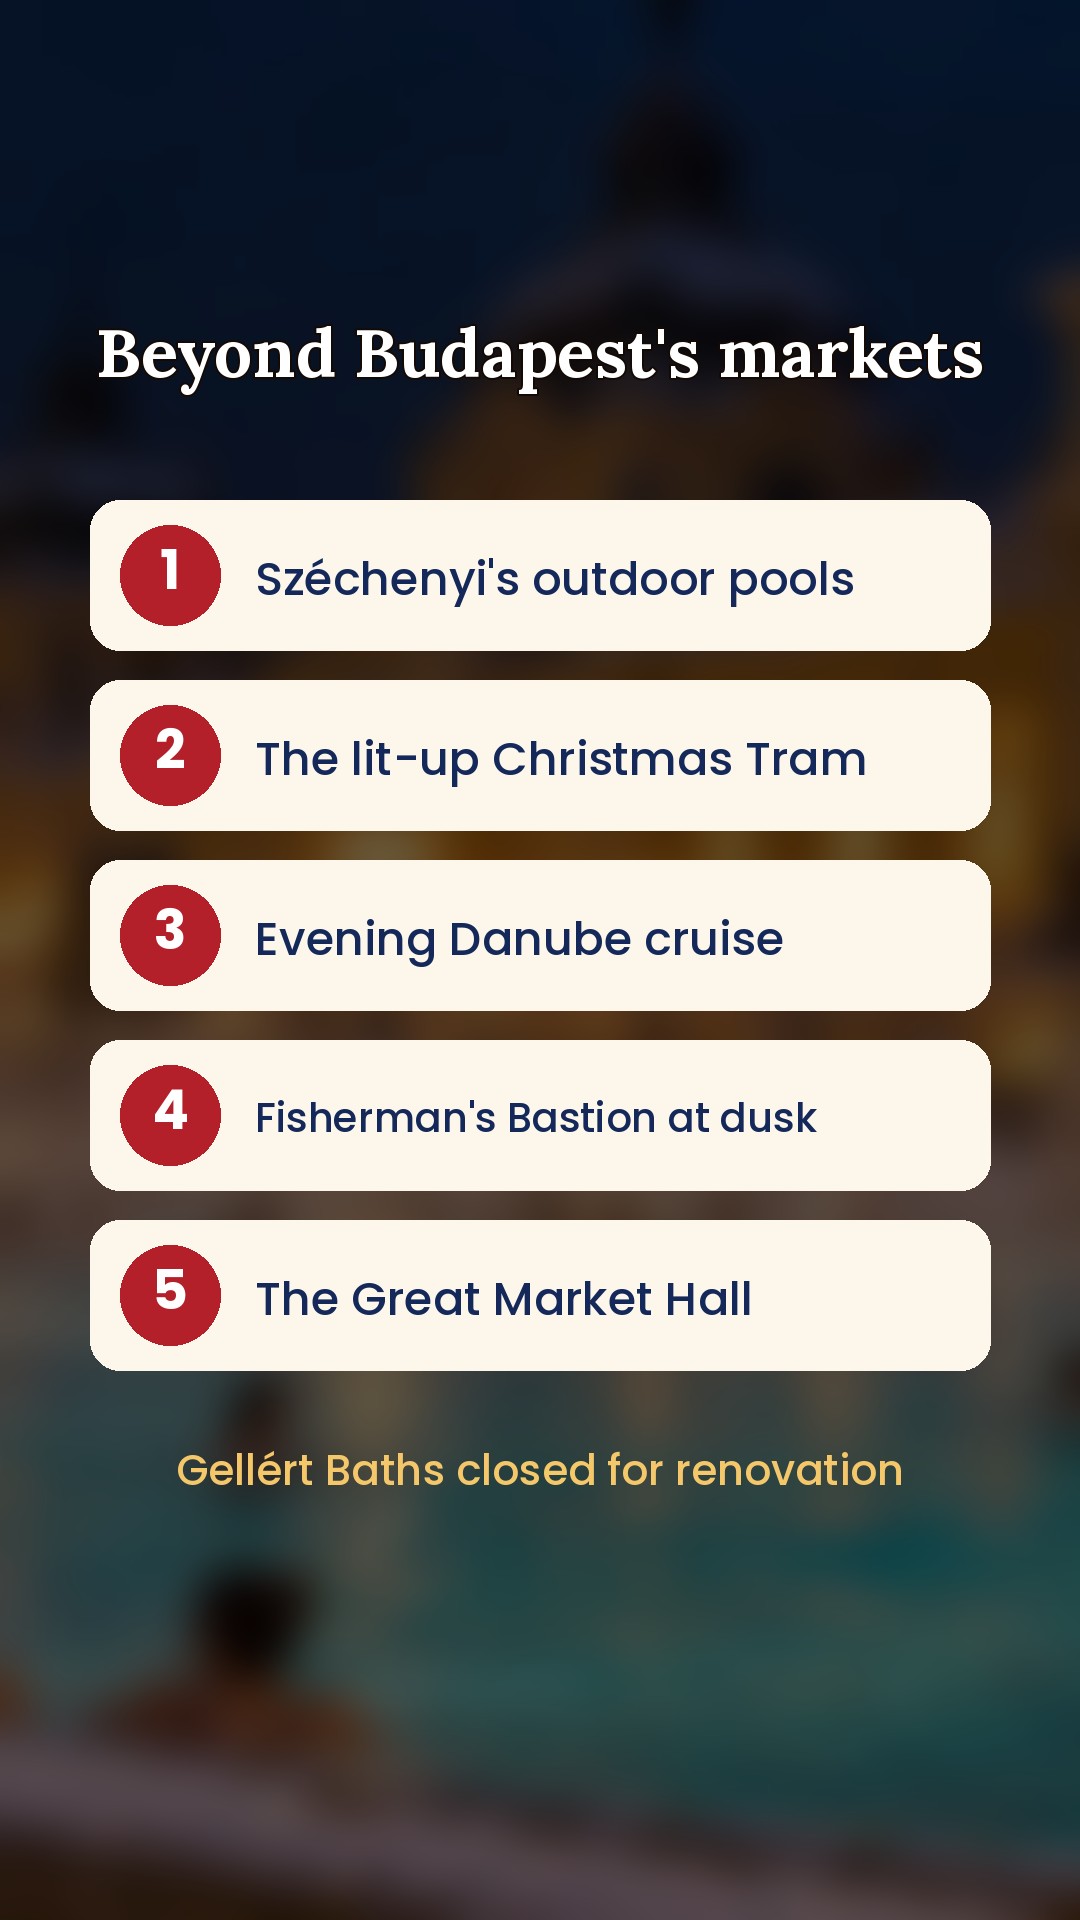 Beyond Budapest's markets
1 Széchenyi's outdoor pools
2 The lit-up Christmas Tram
3 Evening Danube cruise
4 Fisherman's Bastion at dusk
5 The Great Market Hall
Gellért Baths closed for renovation